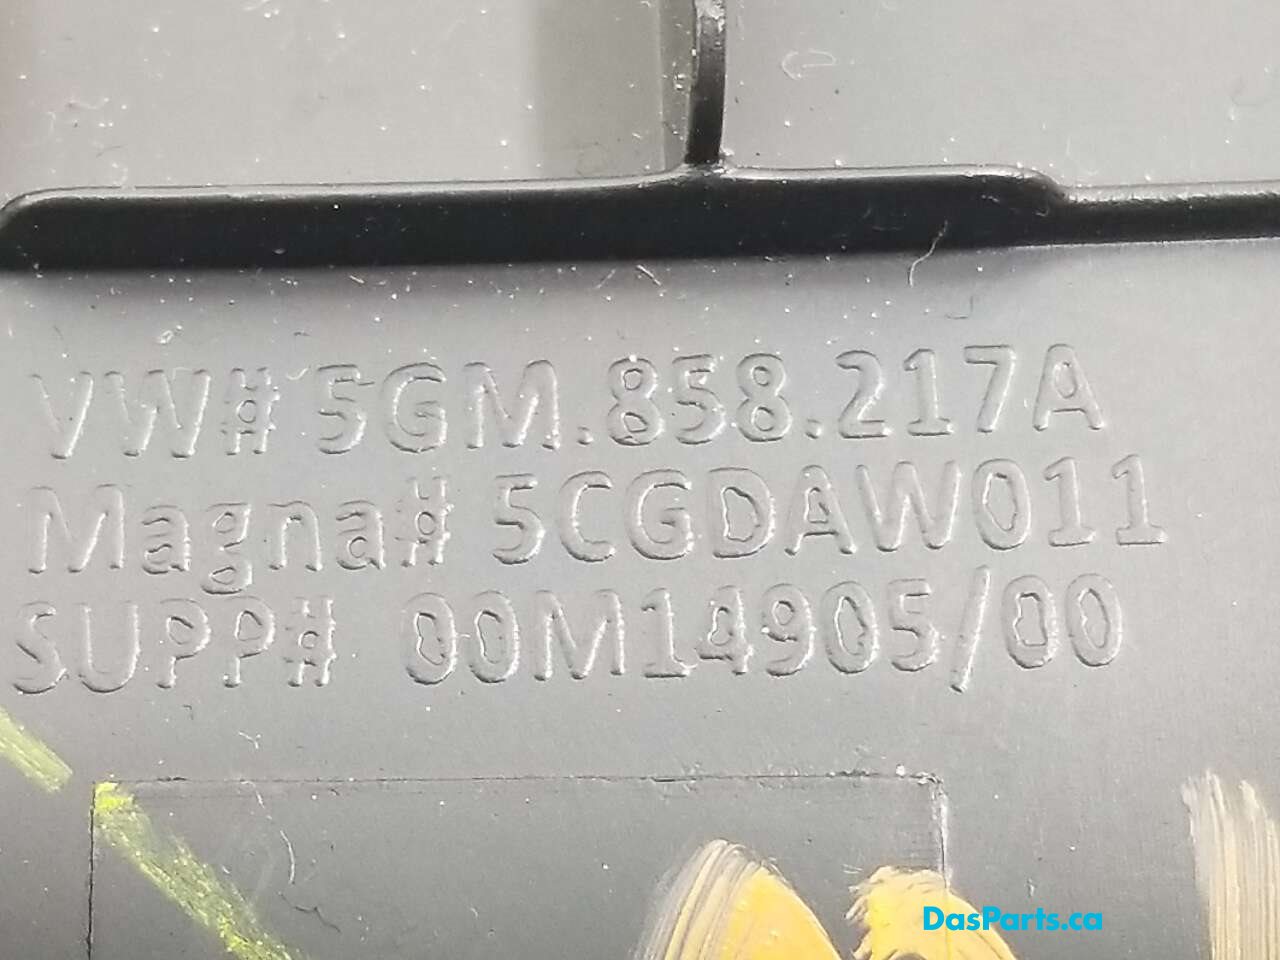 VW# 5GM.858.217A
Magna# 5CGDAW011
SUPP# 00M14905/00
DasParts.ca